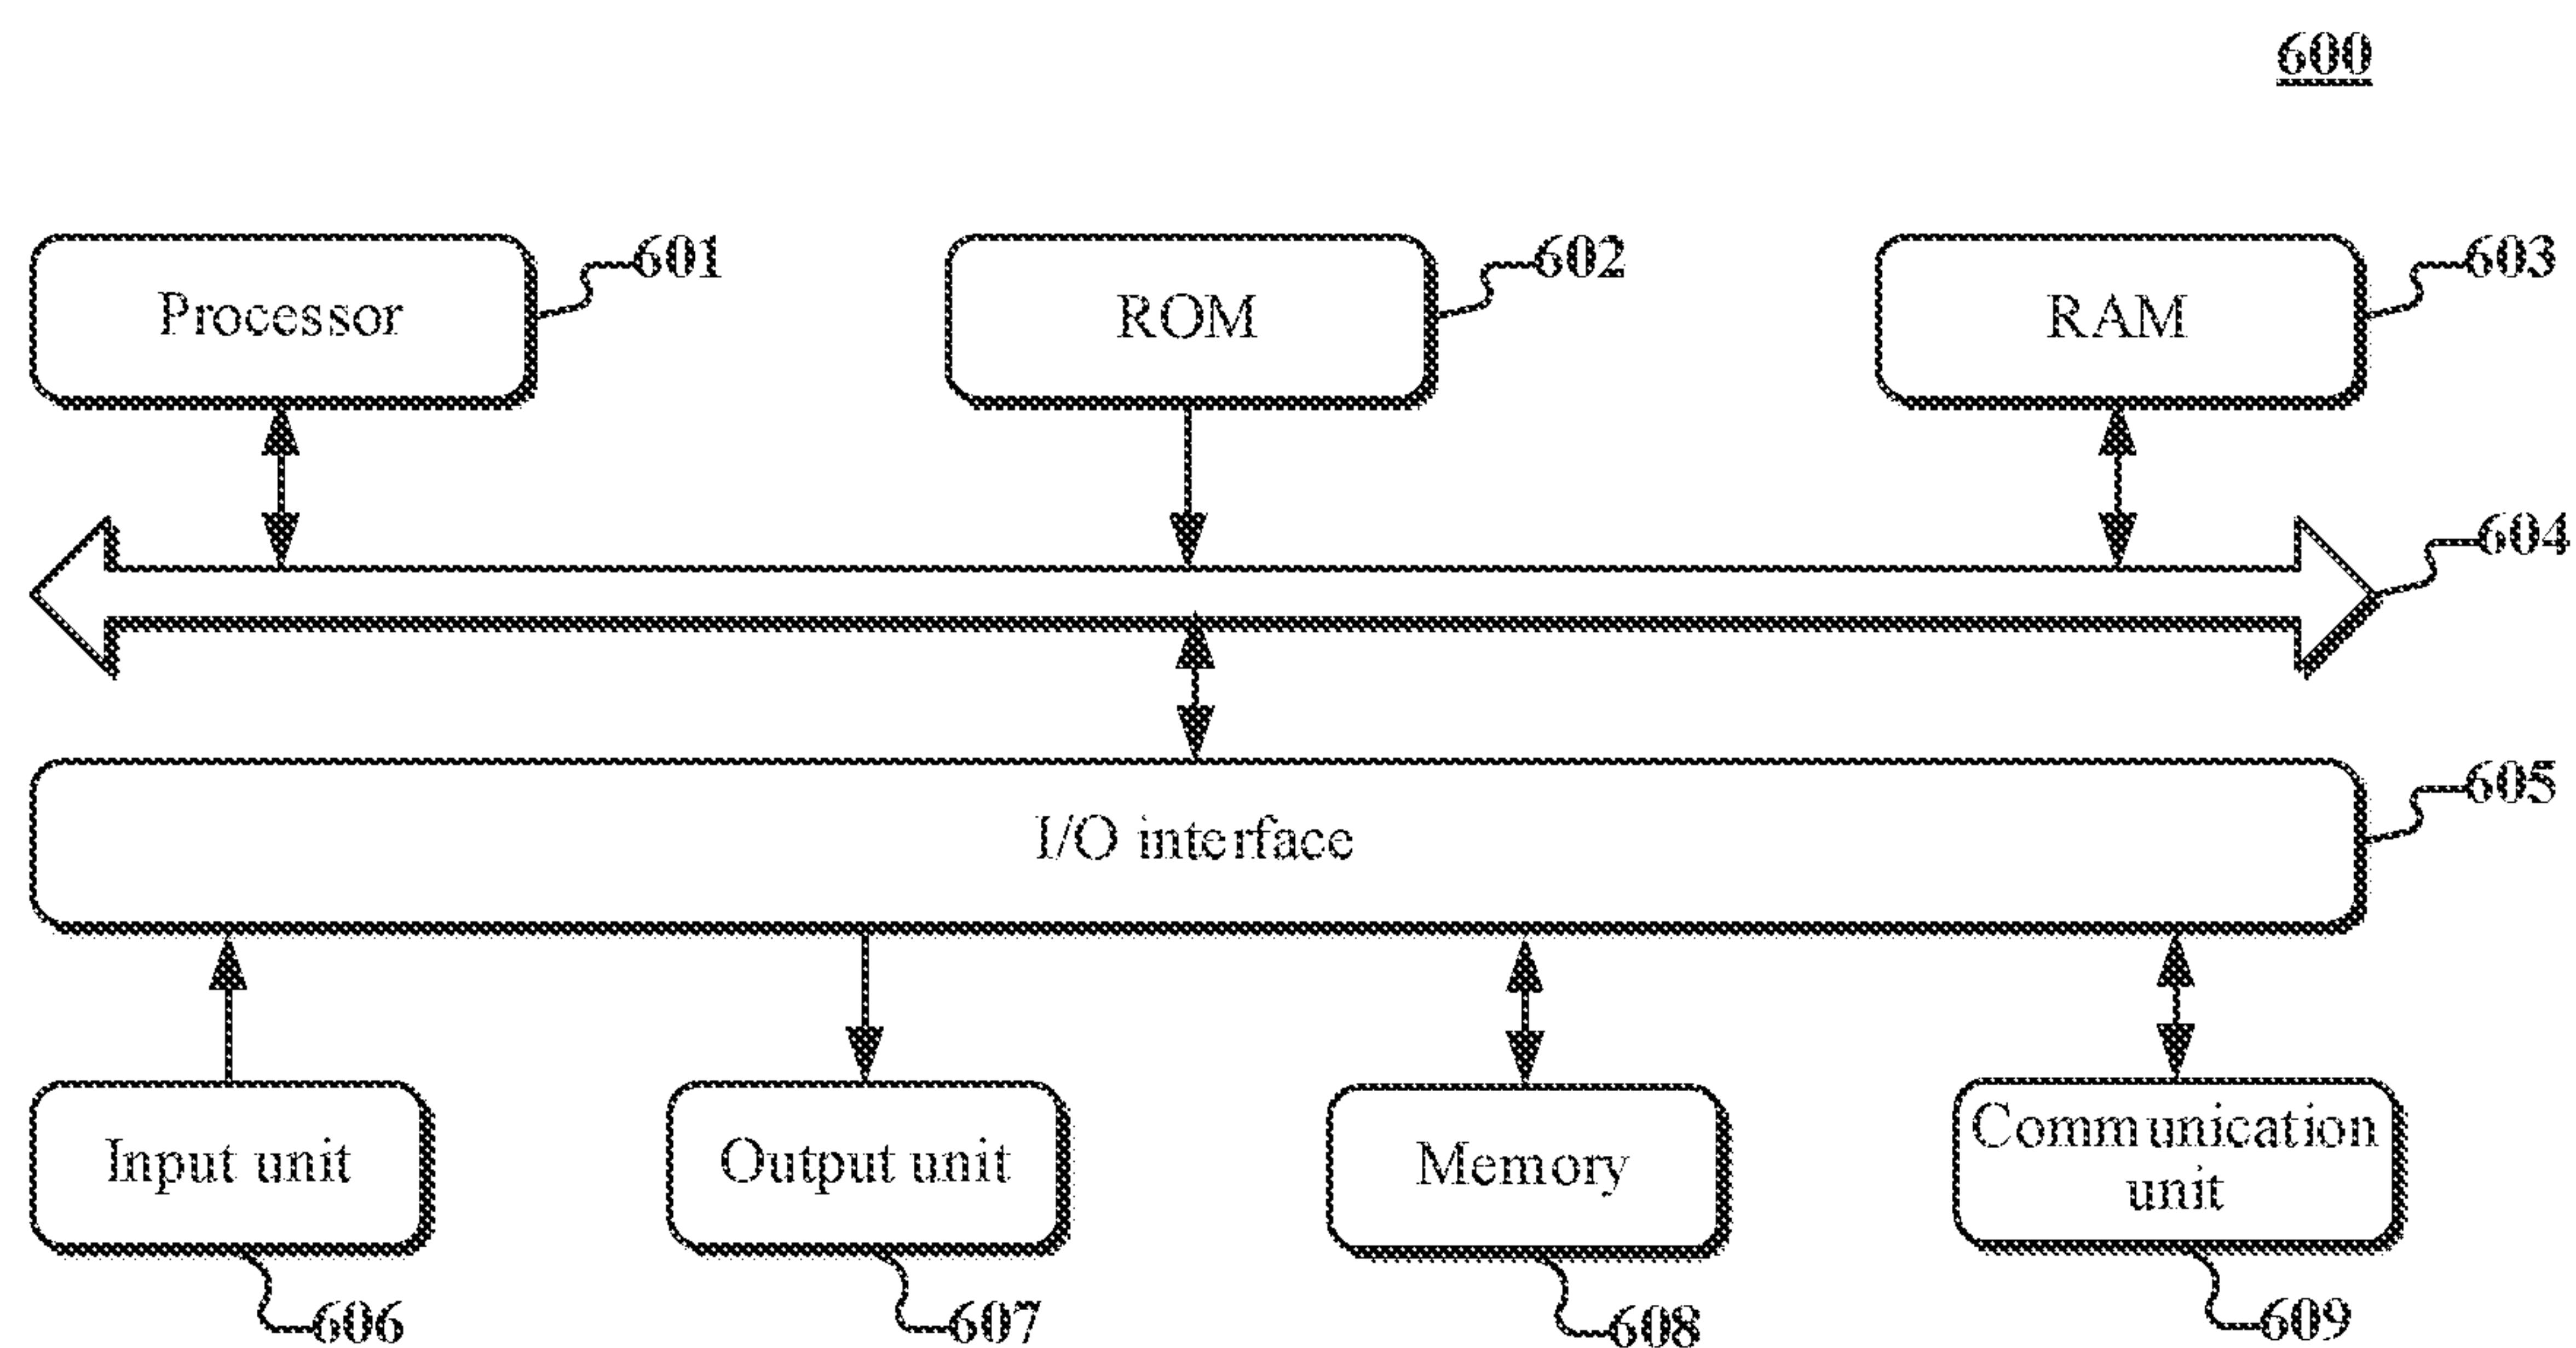 600
Processor
601
ROM
602
RAM
603
604
I/O interface
605
Input unit
Output unit
Memory
Communication
unit
606
607
608
609